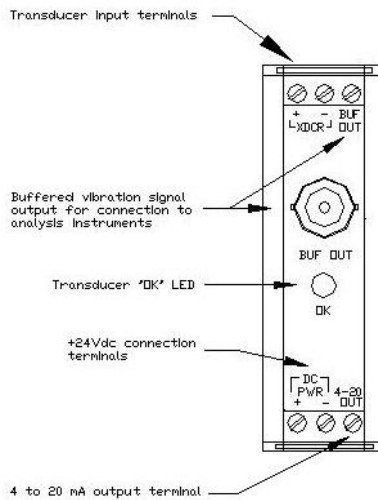 Transducer Input terminals
+ - BUF
XDCR OUT
Buffered vibration signal
output for connection to
analysis instruments
BUF OUT
Transducer "OK" LED
OK
+24Vdc connection
terminals
DC
PWR 4-20
+ - OUT
4 to 20 mA output terminal